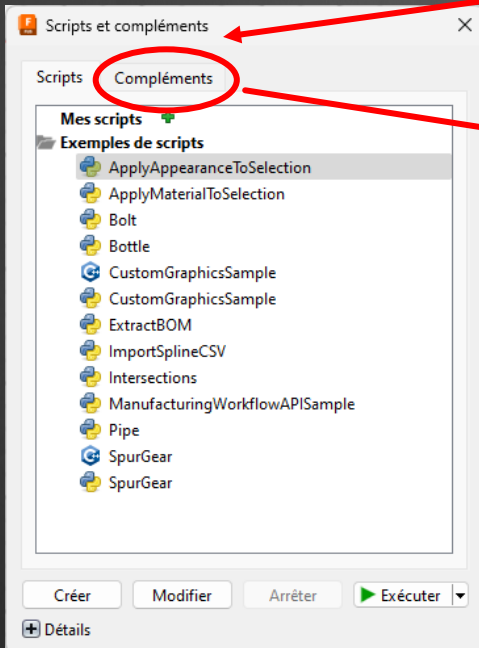 Scripts et compléments
Scripts
Compléments
Mes scripts
Exemples de scripts
ApplyAppearanceToSelection
ApplyMaterialToSelection
Bolt
Bottle
CustomGraphicsSample
CustomGraphicsSample
ExtractBOM
ImportSplineCSV
Intersections
ManufacturingWorkflowAPISample
Pipe
SpurGear
SpurGear
Créer
Modifier
Arrêter
Exécuter
Détails